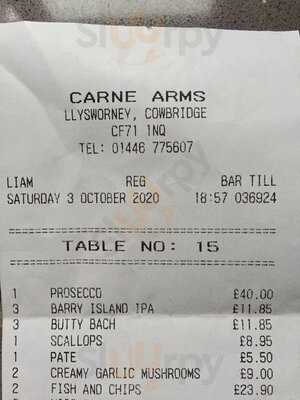 CARNE ARMS
LLYSWORNEY, COWBRIDGE
CF71 1NQ
TEL: 01446 775607
LIAM REG BAR TILL
SATURDAY 3 OCTOBER 2020 18:57 036924
TABLE NO: 15
1 PROSECCO £40.00
3 BARRY ISLAND IPA £11.85
3 BUTTY BACH £11.85
1 SCALLOPS £8.95
1 PATE £5.50
2 CREAMY GARLIC MUSHROOMS £9.00
2 FISH AND CHIPS £23.90